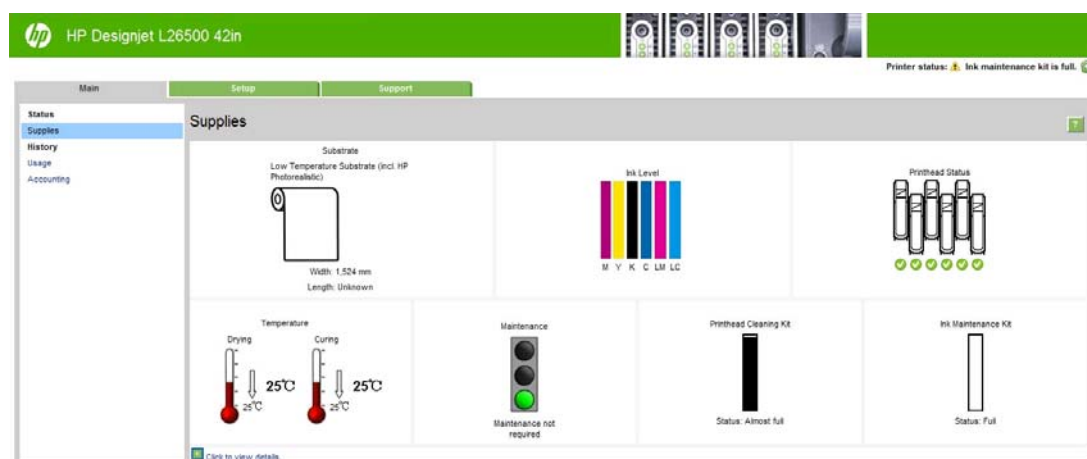 hp
HP Designjet L26500 42in
Printer status: Ink maintenance kit is full.
Main
Setup
Support
Status
Supplies
History
Usage
Accounting
Supplies
?
Substrate
Low Temperature Substrate (incl. HP
Photorealistic)
Width: 1,524 mm
Length: Unknown
Ink Level
M Y K C LM LC
Printhead Status
Temperature
Drying
Curing
25°C
25°C
25°C
25°C
Maintenance
Maintenance not
required
Printhead Cleaning Kit
Status: Almost full
Ink Maintenance Kit
Status: Full
Click to view details